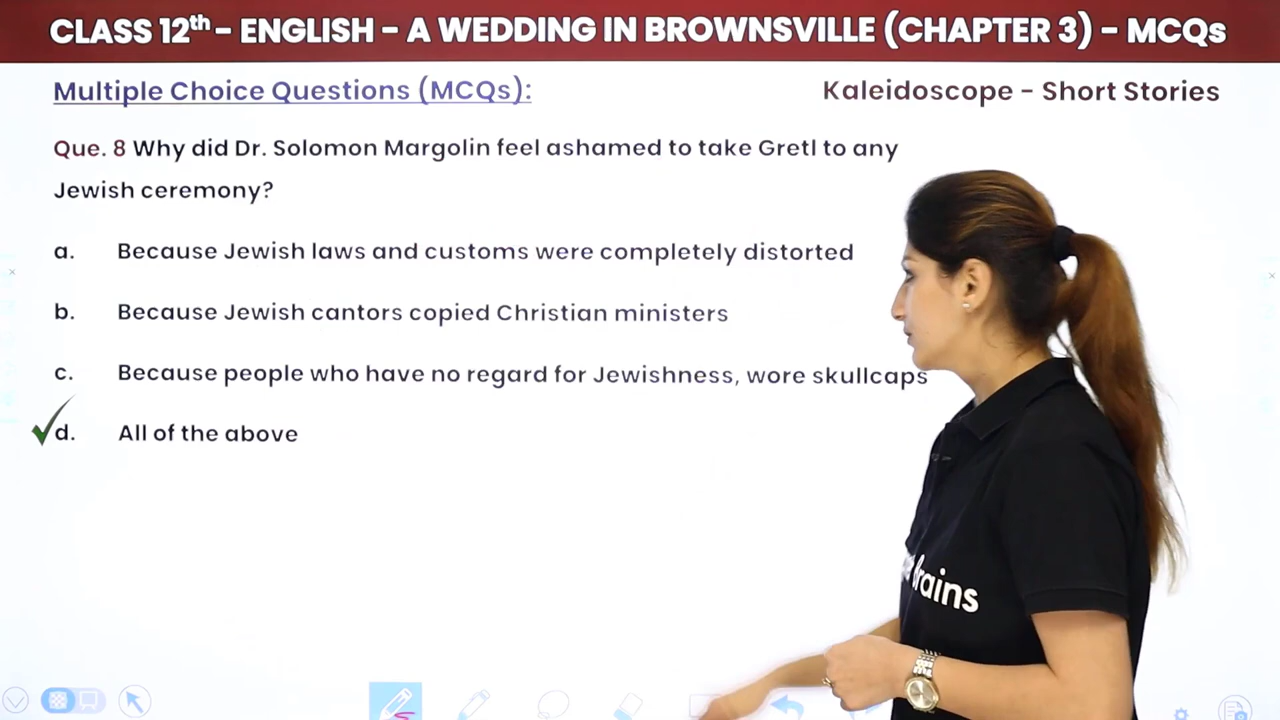 CLASS 12th – ENGLISH – A WEDDING IN BROWNSVILLE (CHAPTER 3) – MCQs
Multiple Choice Questions (MCQs):
Kaleidoscope - Short Stories
Que. 8 Why did Dr. Solomon Margolin feel ashamed to take Gretl to any
Jewish ceremony?
a. Because Jewish laws and customs were completely distorted
b. Because Jewish cantors copied Christian ministers
c. Because people who have no regard for Jewishness, wore skullcaps
d. All of the above